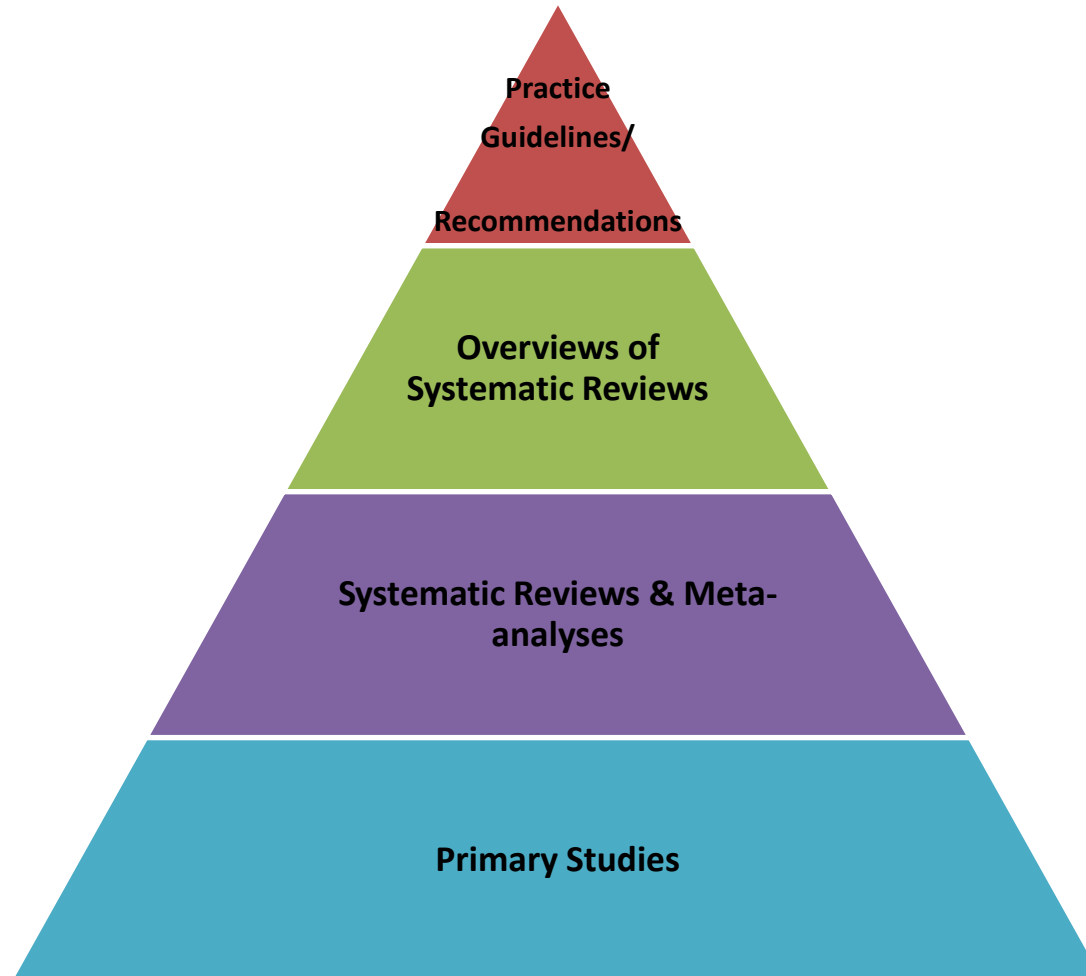 Practice
Guidelines/
Recommendations
Overviews of
Systematic Reviews
Systematic Reviews & Meta-
analyses
Primary Studies